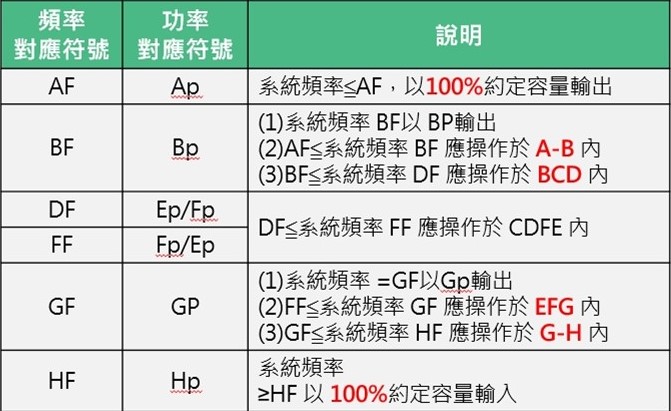 頻率 對應符號 功率 對應符號 說明
AF Ap 系統頻率≦AF，以100%約定容量輸出
BF Bp (1)系統頻率 BF以 BP輸出
(2)AF≦系統頻率 BF 應操作於 A-B 內
(3)BF≦系統頻率 DF 應操作於 BCD 內
DF Ep/Fp DF≦系統頻率 FF 應操作於 CDFE 內
FF Fp/Ep
GF GP (1)系統頻率 =GF以Gp輸出
(2)FF≦系統頻率 GF 應操作於 EFG 內
(3)GF≦系統頻率 HF 應操作於 G-H 內
HF Hp 系統頻率
≥HF 以 100%約定容量輸入